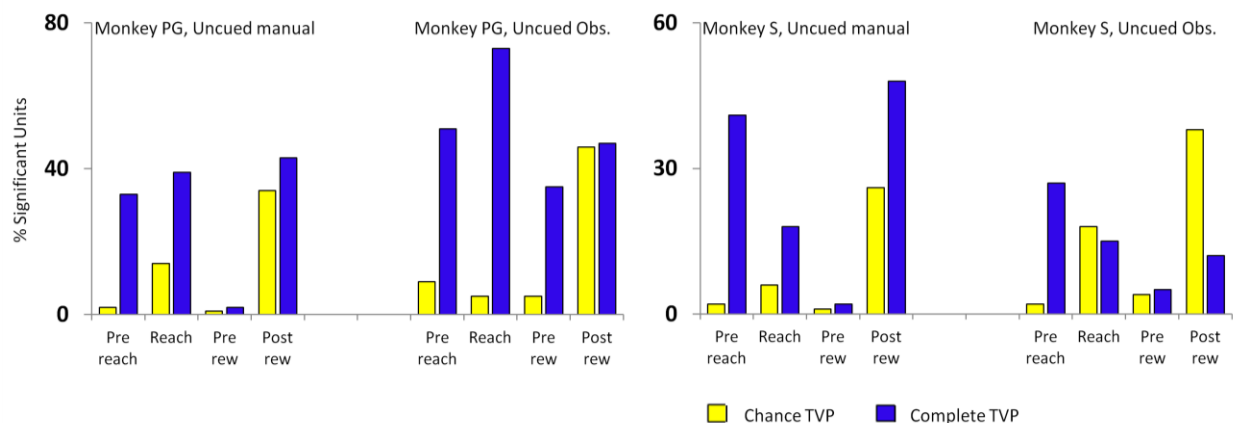 80
Monkey PG, Uncued manual
Monkey PG, Uncued Obs.
40
0
% Significant Units
Pre reach
Reach
Pre rew
Post rew
Pre reach
Reach
Pre rew
Post rew
60
Monkey S, Uncued manual
Monkey S, Uncued Obs.
30
0
Pre reach
Reach
Pre rew
Post rew
Pre reach
Reach
Pre rew
Post rew
Chance TVP
Complete TVP